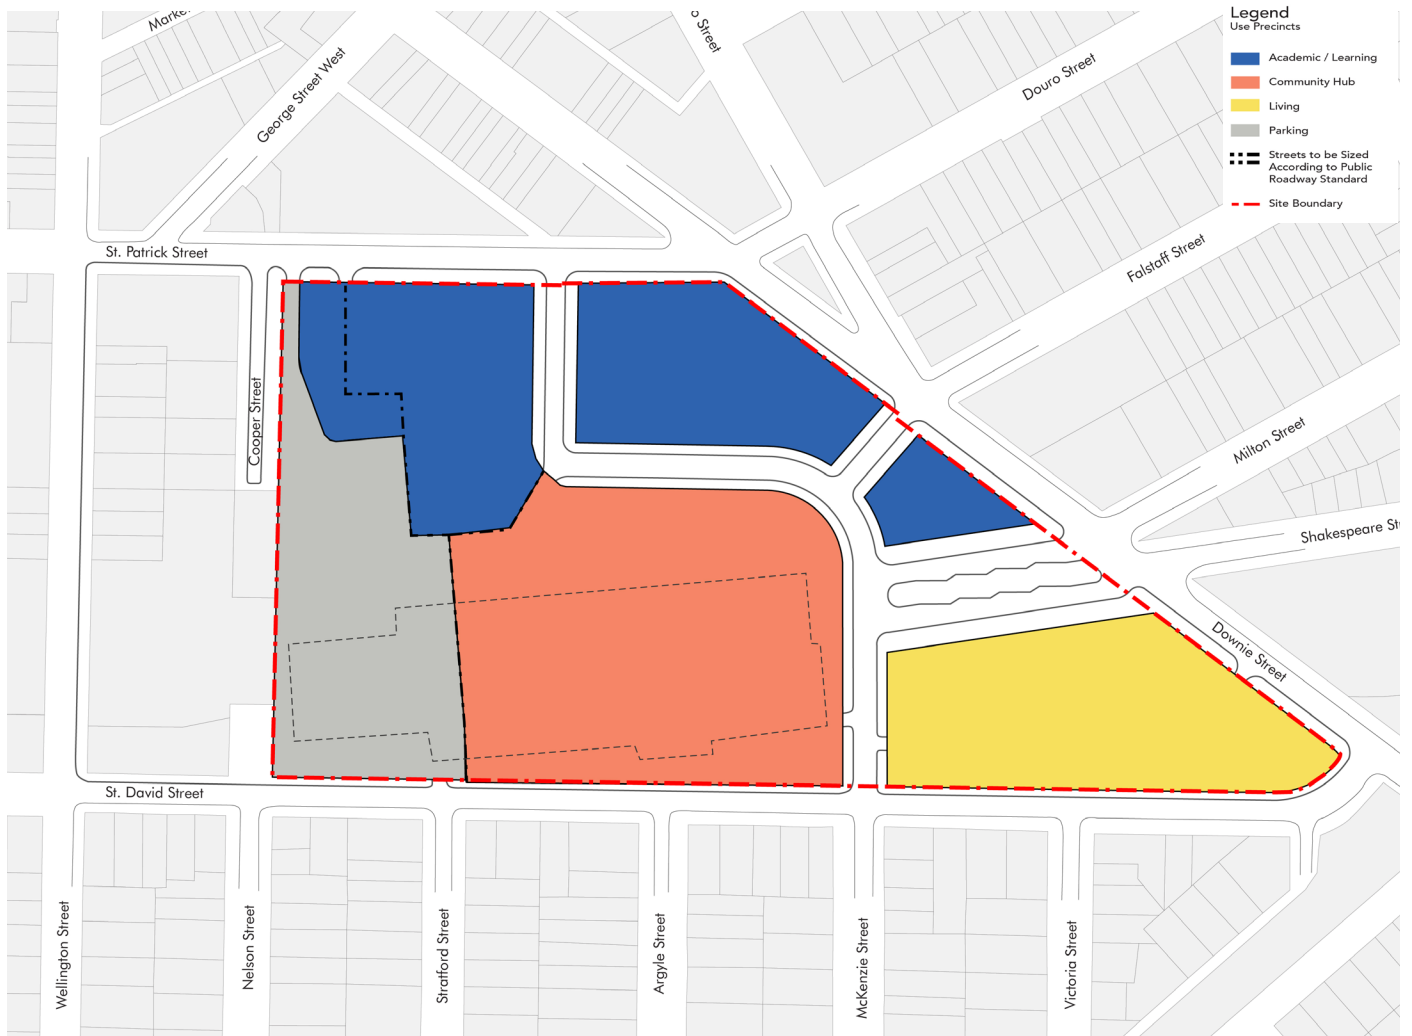 Legend
Use Precincts
Academic / Learning
Community Hub
Living
Parking
Streets to be Sized
According to Public
Roadway Standard
Site Boundary
George Street West
Street
Douro Street
Falstaff Street
Milton Street
Shakespeare
St. Patrick Street
Cooper Street
Downie Street
St. David Street
Wellington Street
Nelson Street
Stratford Street
Argyle Street
McKenzie Street
Victoria Street